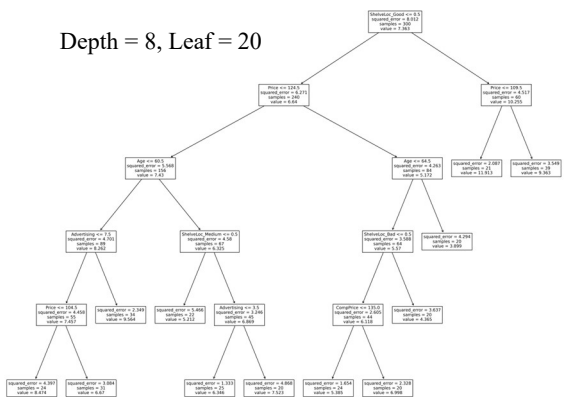 Depth = 8, Leaf = 20
ShelveLoc_Good <= 0.5
squared_error = 8.012
samples = 300
value = 7.363
Price <= 124.5
squared_error = 6.271
samples = 240
value = 6.64
Price <= 109.5
squared_error = 4.517
samples = 60
value = 10.255
Age <= 60.5
squared_error = 5.568
samples = 156
value = 7.43
Age <= 64.5
squared_error = 4.263
samples = 84
value = 5.172
squared_error = 2.087
samples = 21
value = 11.913
squared_error = 3.549
samples = 39
value = 9.363
Advertising <= 7.5
squared_error = 4.701
samples = 89
value = 8.262
ShelveLoc_Medium <= 0.5
squared_error = 4.58
samples = 67
value = 6.325
ShelveLoc_Bad <= 0.5
squared_error = 3.588
samples = 64
value = 5.57
squared_error = 4.294
samples = 20
value = 3.899
Price <= 104.5
squared_error = 4.458
samples = 55
value = 7.457
squared_error = 2.349
samples = 34
value = 9.564
squared_error = 5.466
samples = 22
value = 5.212
Advertising <= 3.5
squared_error = 3.246
samples = 45
value = 6.869
CompPrice <= 135.0
squared_error = 2.605
samples = 44
value = 6.118
squared_error = 3.637
samples = 20
value = 4.365
squared_error = 4.397
samples = 24
value = 8.474
squared_error = 3.084
samples = 31
value = 6.67
squared_error = 1.333
samples = 25
value = 6.346
squared_error = 4.868
samples = 20
value = 7.523
squared_error = 1.654
samples = 24
value = 5.385
squared_error = 2.328
samples = 20
value = 6.998